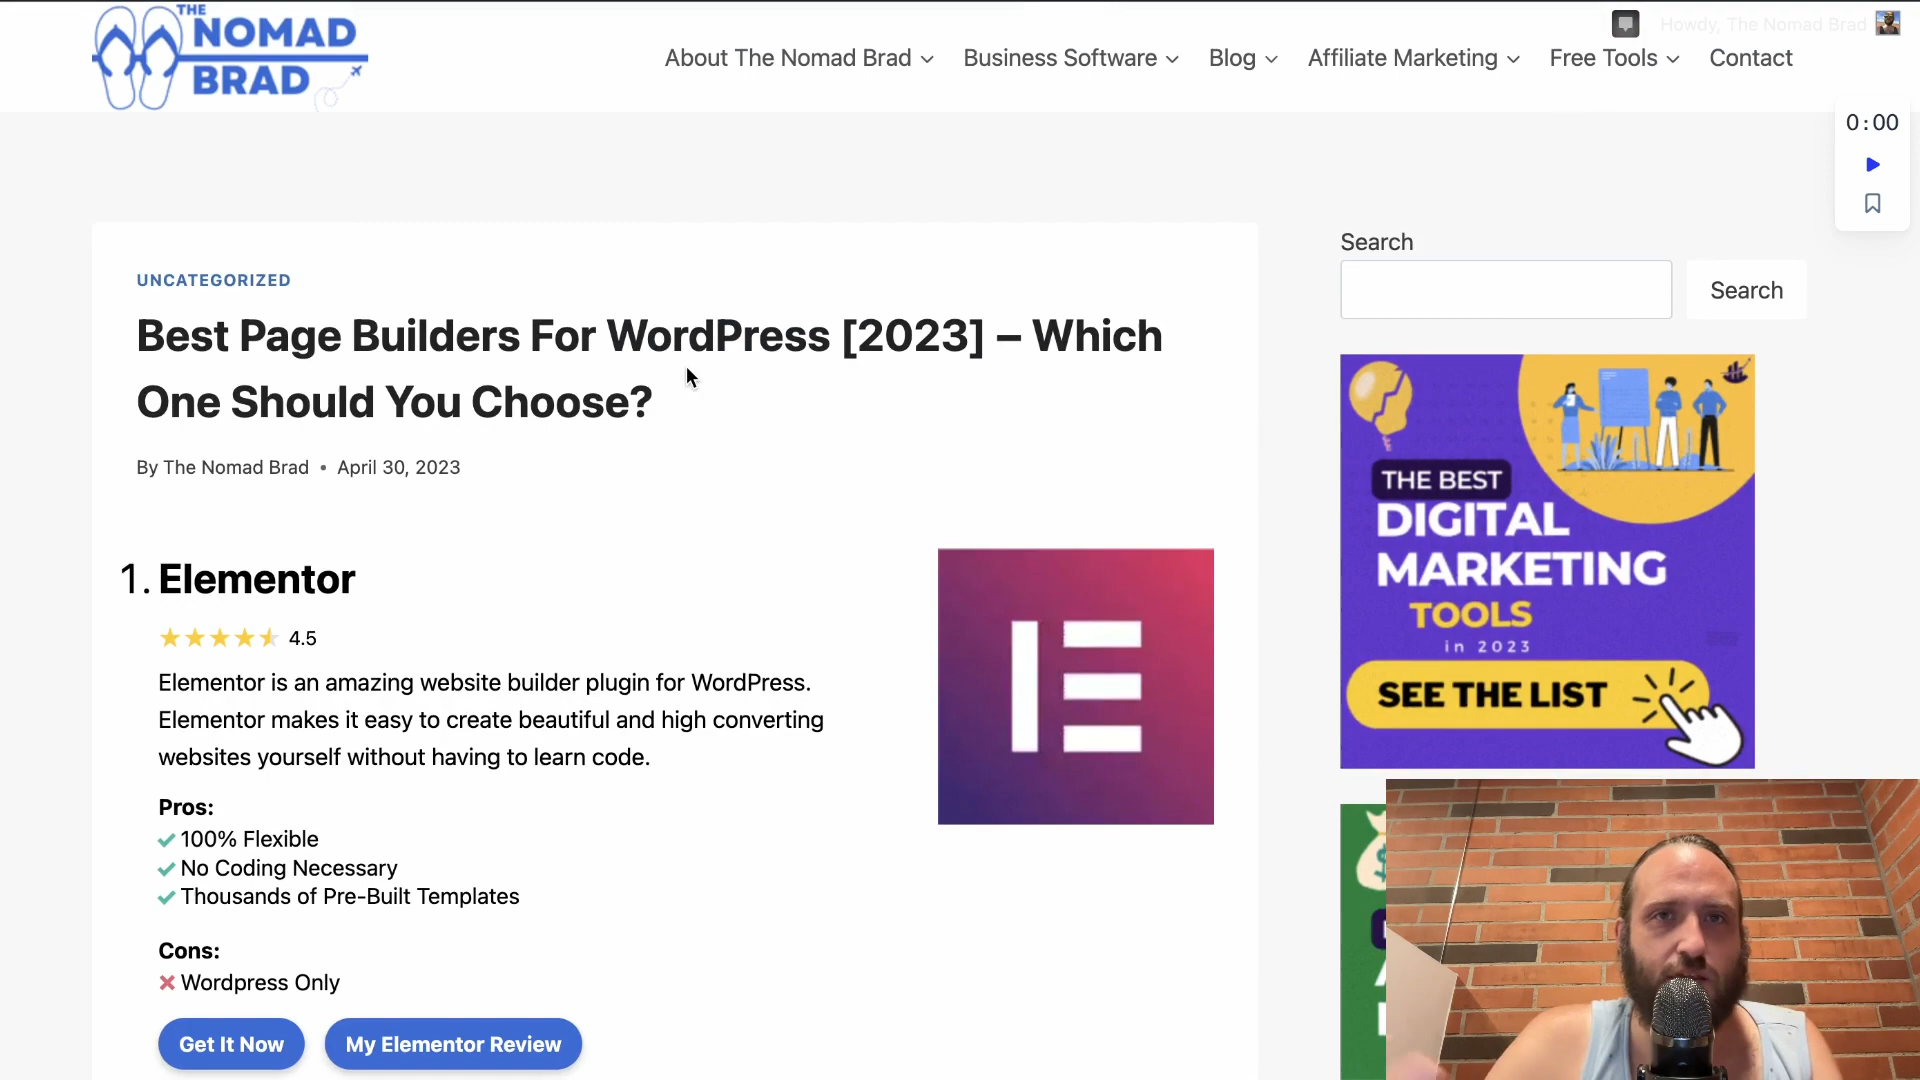 THE
NOMAD
BRAD
Howdy, The Nomad Brad
About The Nomad Brad
Business Software
Blog
Affiliate Marketing
Free Tools
Contact
0:00
UNCATEGORIZED
Best Page Builders For WordPress [2023] – Which
One Should You Choose?
By The Nomad Brad • April 30, 2023
Search
Search
1. Elementor
4.5
Elementor is an amazing website builder plugin for WordPress.
Elementor makes it easy to create beautiful and high converting
websites yourself without having to learn code.
Pros:
100% Flexible
No Coding Necessary
Thousands of Pre-Built Templates
Cons:
Wordpress Only
Get It Now
My Elementor Review
THE BEST
DIGITAL
MARKETING
TOOLS
in 2023
SEE THE LIST